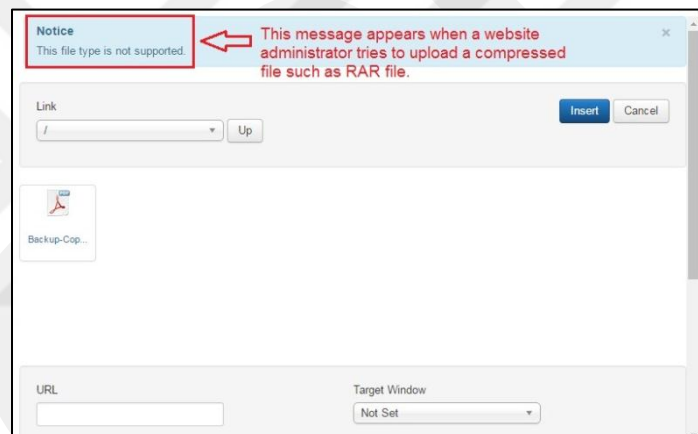 Notice
This file type is not supported.
This message appears when a website
administrator tries to upload a compressed
file such as RAR file.
×
Link
/
Up
Insert
Cancel
Backup-Cop...
URL
Target Window
Not Set